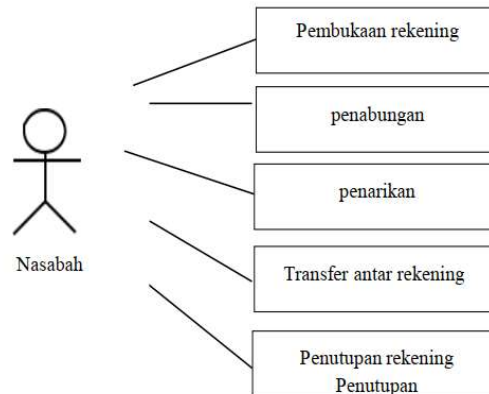 Pembukaan rekening
penabungan
penarikan
Nasabah
Transfer antar rekening
Penutupan rekening
Penutupan